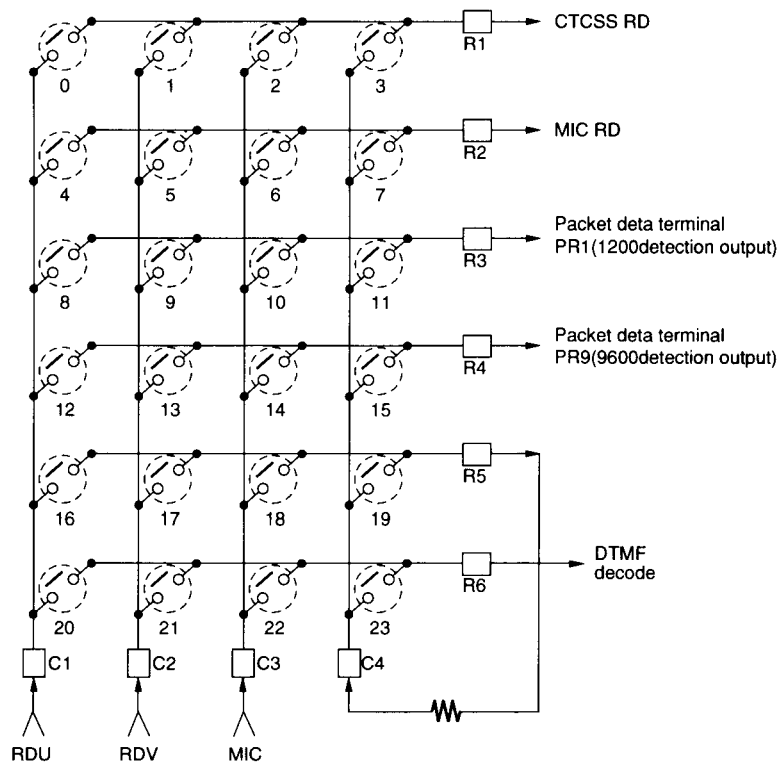 CTCSS RD
R1
0 1 2 3
MIC RD
R2
4 5 6 7
Packet deta terminal
PR1(1200detection output)
R3
8 9 10 11
Packet deta terminal
PR9(9600detection output)
R4
12 13 14 15
R5
16 17 18 19
DTMF
decode
R6
20 21 22 23
C1 C2 C3 C4
RDU RDV MIC